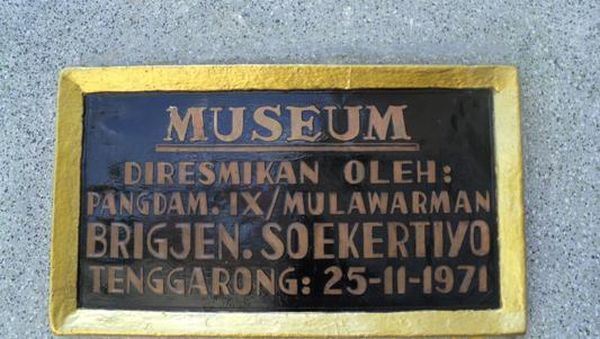 MUSEUM
DIRESMIKAN OLEH:
PANGDAM. IX/MULAWARMAN
BRIGJEN. SOEKERTIYO
TENGGARONG: 25-11-1971